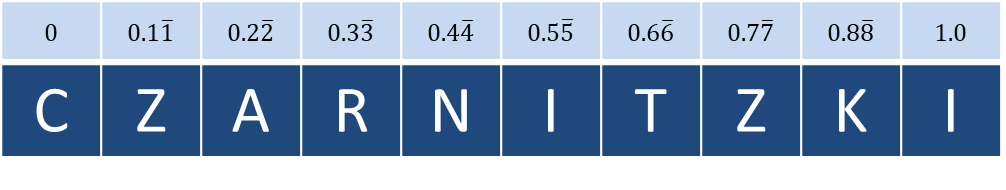 0 0.11̅ 0.22̅ 0.33̅ 0.44̅ 0.55̅ 0.66̅ 0.77̅ 0.88̅ 1.0
C Z A R N I T Z K I